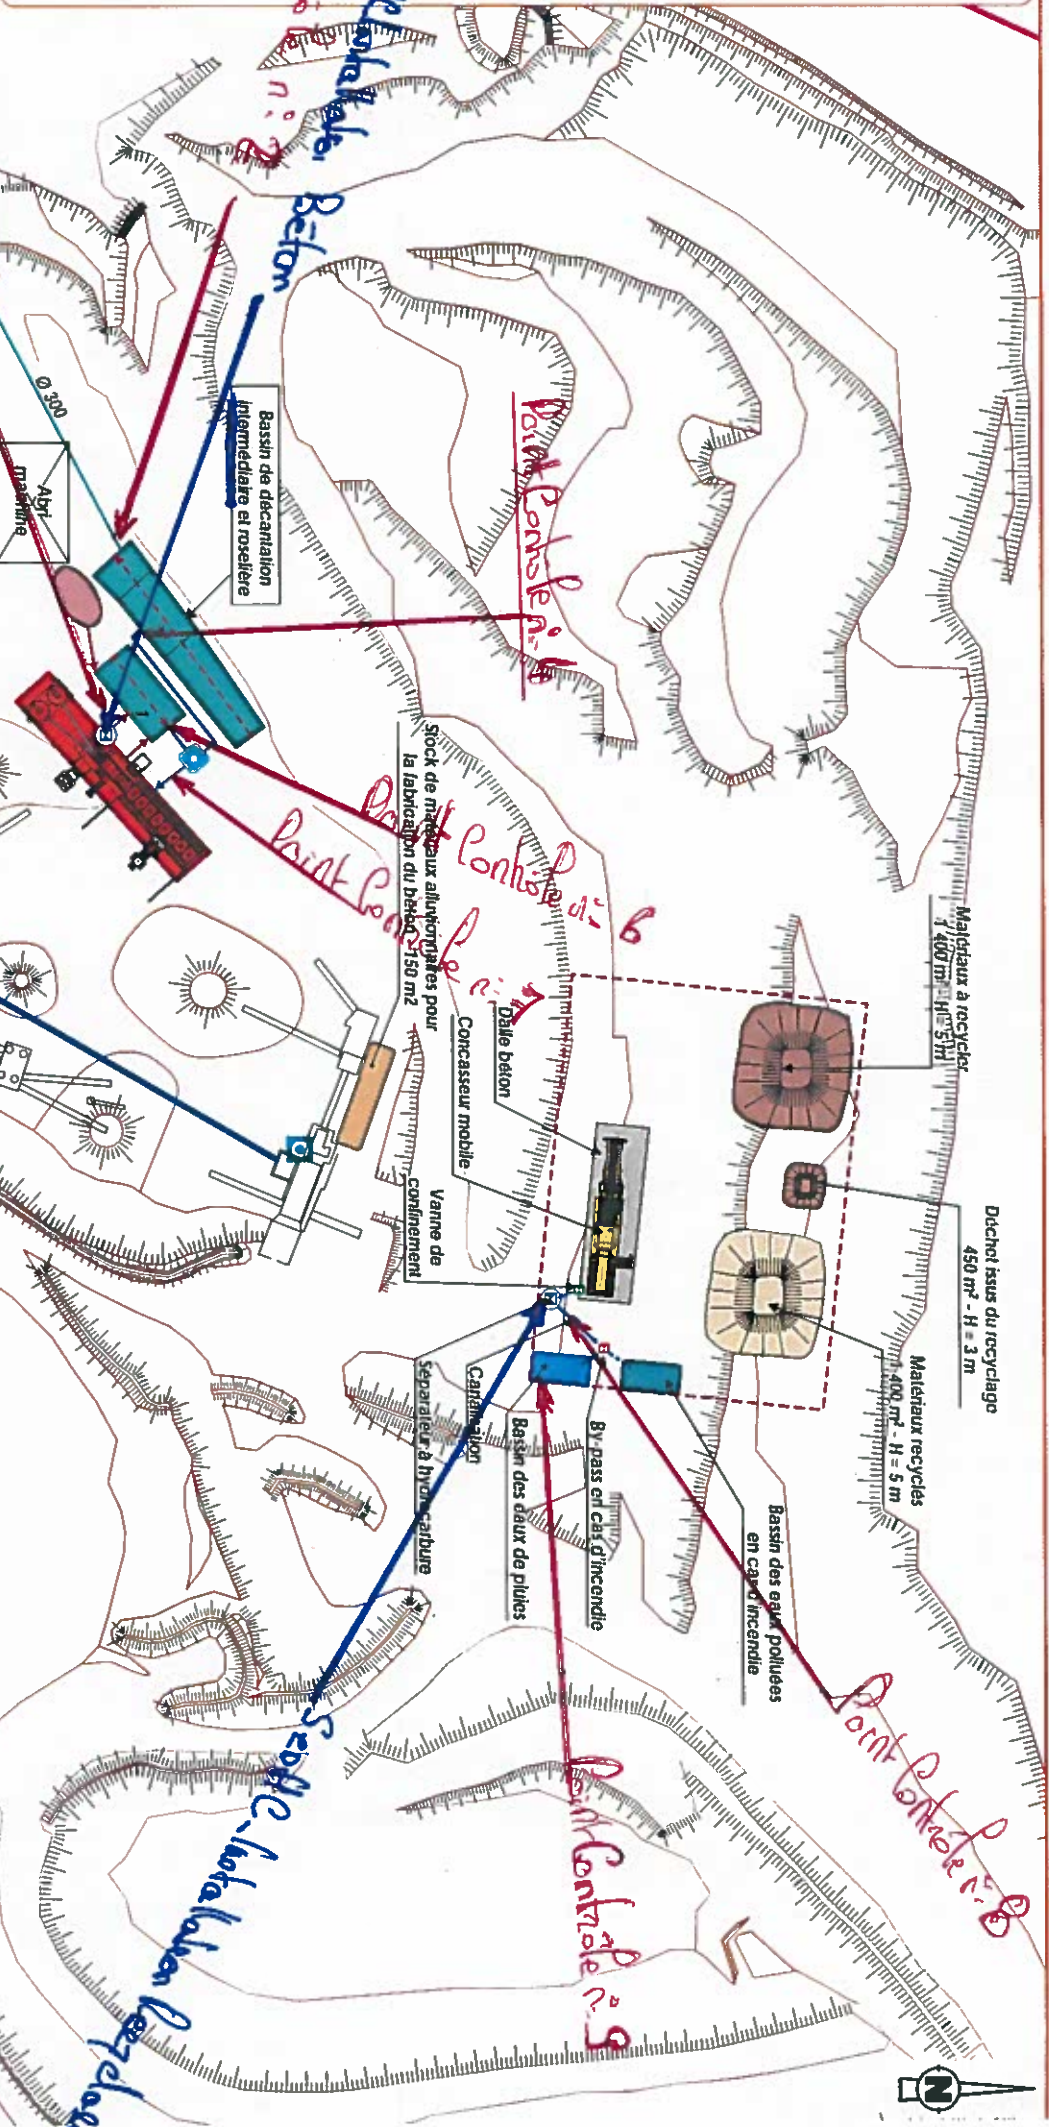 Béton
n° 2
Ø 300
Abri
machine
Bassin de décantation
intermédiaire et roselière
Point Contrôle n°
Point Contrôle n° 6
Point Contrôle n°
Stock de matériaux alluvionnaires pour
la fabrication du béton - 150 m2
Dalle béton
Concasseur mobile
Vanne de
confinement
Matériaux à recycler
1 400 m² - H = 5 m
Déchet issus du recyclage
450 m² - H = 3 m
Matériaux recyclés
1 400 m² - H = 5 m
Bassin des eaux polluées
en cas d'incendie
By-pass en cas d'incendie
Bassin des eaux de pluies
Canalisation
Séparateur à hydrocarbure
Point Contrôle n° 8
Point Contrôle n° 9
Installation Recyclage
N